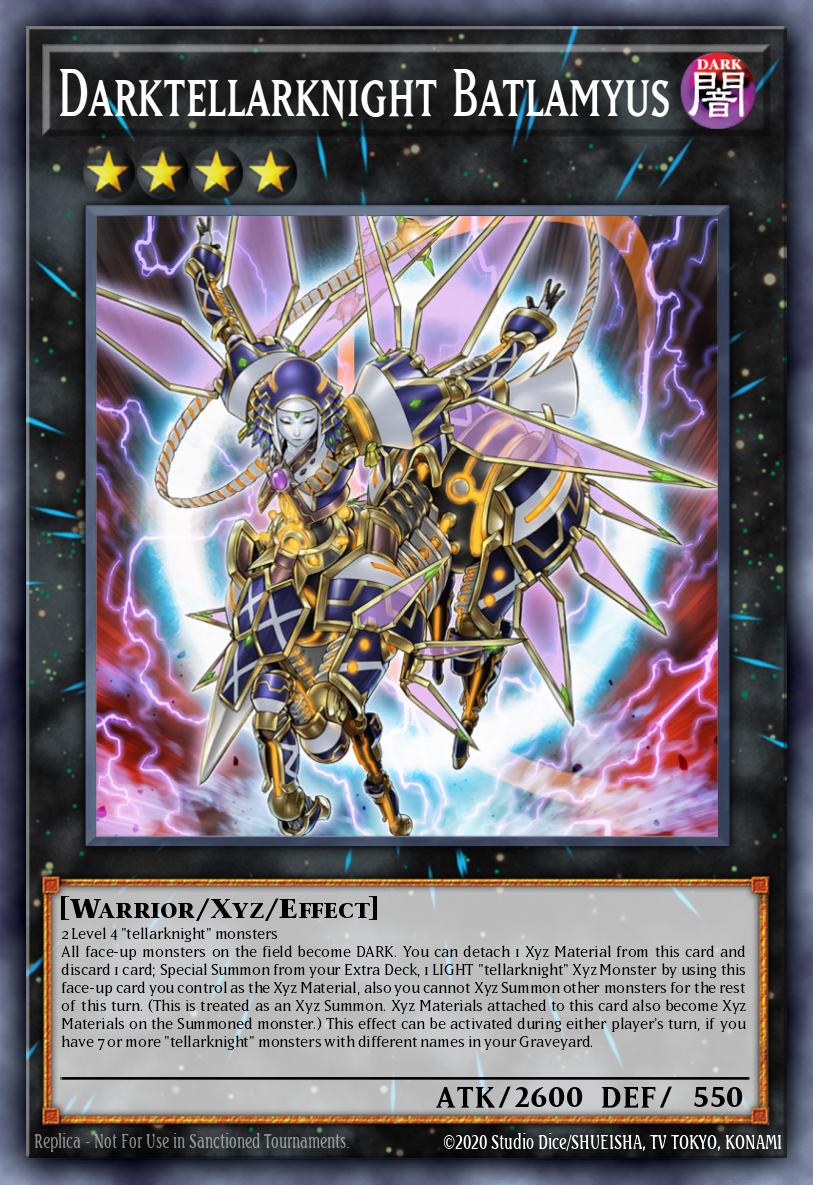 Darktellarknight Batlamyus
DARK
闇
[Warrior/Xyz/Effect]
2 Level 4 "tellarknight" monsters
All face-up monsters on the field become DARK. You can detach 1 Xyz Material from this card and
discard 1 card; Special Summon from your Extra Deck, 1 LIGHT "tellarknight" Xyz Monster by using this
face-up card you control as the Xyz Material, also you cannot Xyz Summon other monsters for the rest
of this turn. (This is treated as an Xyz Summon. Xyz Materials attached to this card also become Xyz
Materials on the Summoned monster.) This effect can be activated during either player's turn, if you
have 7 or more "tellarknight" monsters with different names in your Graveyard.
ATK/2600 DEF/ 550
Replica - Not For Use in Sanctioned Tournaments.
©2020 Studio Dice/SHUEISHA, TV TOKYO, KONAMI